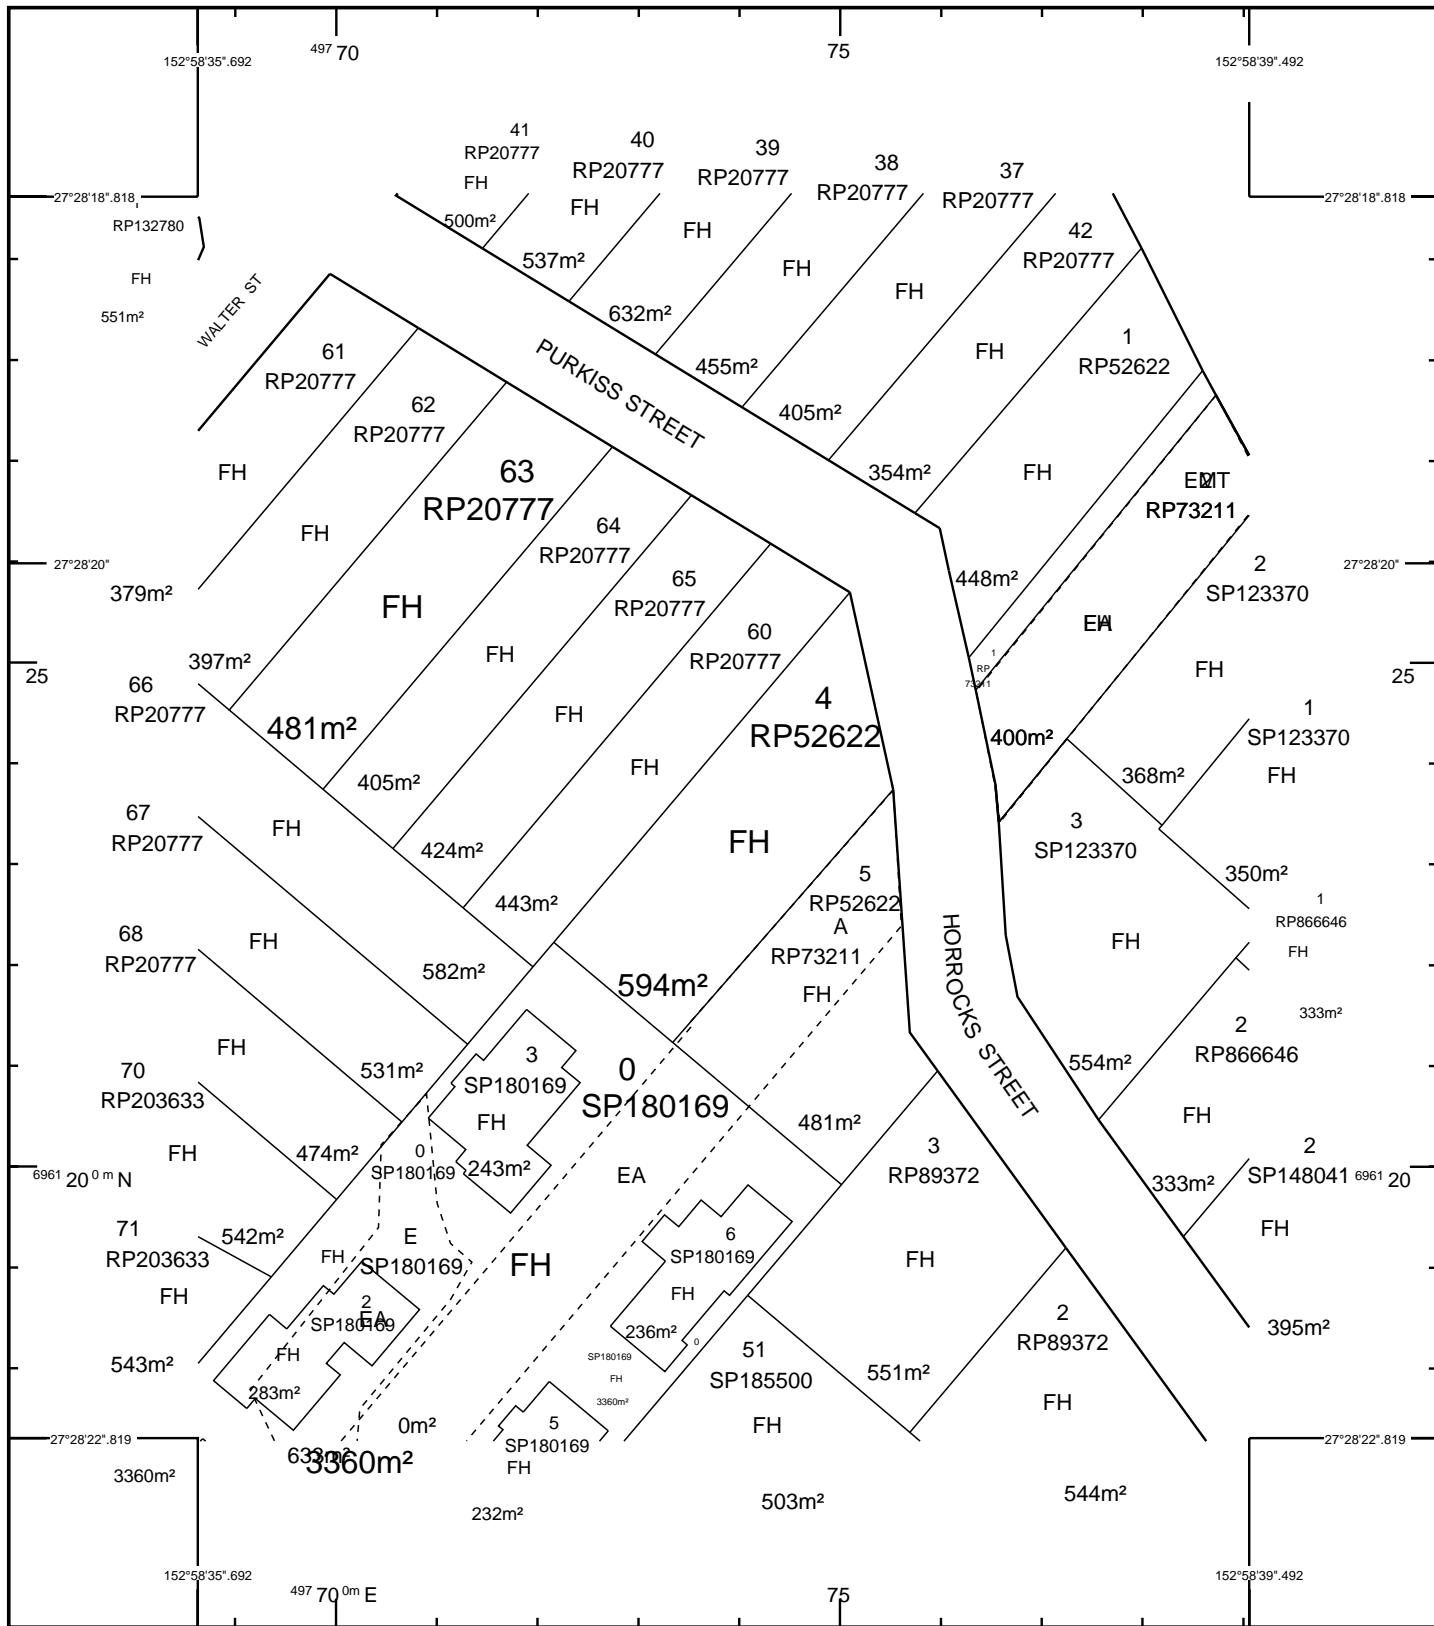 152°58'35".692
497 70
75
152°58'39".492
27°28'18".818
27°28'18".818
41
RP20777
FH
500m²
40
RP20777
FH
537m²
39
RP20777
FH
632m²
38
RP20777
FH
455m²
37
RP20777
FH
405m²
42
RP20777
FH
354m²
1
RP52622
FH
448m²
RP132780
FH
551m²
WALTER ST
PURKISS STREET
61
RP20777
FH
379m²
62
RP20777
FH
397m²
63
RP20777
FH
481m²
64
RP20777
FH
405m²
65
RP20777
FH
424m²
60
RP20777
FH
443m²
4
RP52622
FH
594m²
27°28'20"
27°28'20"
EMT
2
RP73211
EA
FH
400m²
1
RP
73211
2
SP123370
FH
368m²
25
25
1
SP123370
FH
350m²
3
SP123370
FH
554m²
66
RP20777
FH
582m²
67
RP20777
FH
531m²
68
RP20777
FH
474m²
70
RP203633
FH
542m²
71
RP203633
FH
543m²
5
RP52622
A
RP73211
FH
481m²
HORROCKS STREET
1
RP866646
FH
333m²
2
RP866646
FH
333m²
2
SP148041
FH
395m²
6961 20 0 m N
6961 20
3
SP180169
FH
243m²
0
SP180169
FH
3360m²
0
SP180169
FH
E
SP180169
EA
EA
0m²
633m²
2
SP180169
FH
283m²
6
SP180169
FH
236m²
0
SP180169
FH
3360m²
5
SP180169
FH
232m²
3
RP89372
FH
551m²
2
RP89372
FH
544m²
51
SP185500
FH
503m²
27°28'22".819
27°28'22".819
3360m²
152°58'35".692
497 70 0m E
75
152°58'39".492